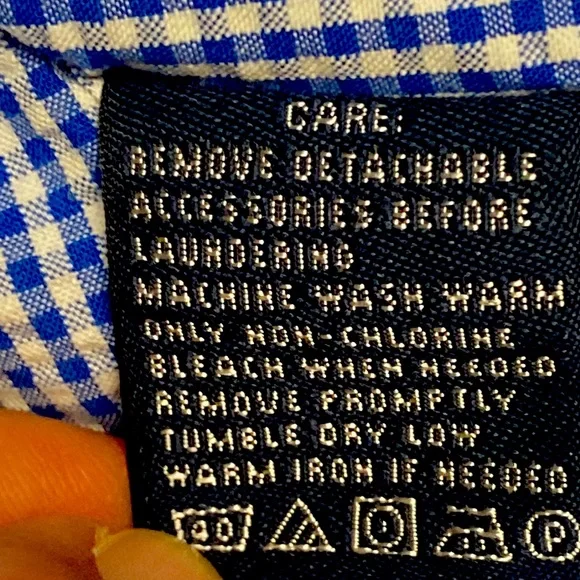 CARE:
REMOVE DETACHABLE
ACCESSORIES BEFORE
LAUNDERING
MACHINE WASH WARM
ONLY NON-CHLORINE
BLEACH WHEN NEEDED
REMOVE PROMPTLY
TUMBLE DRY LOW
WARM IRON IF NEEDED
40 P